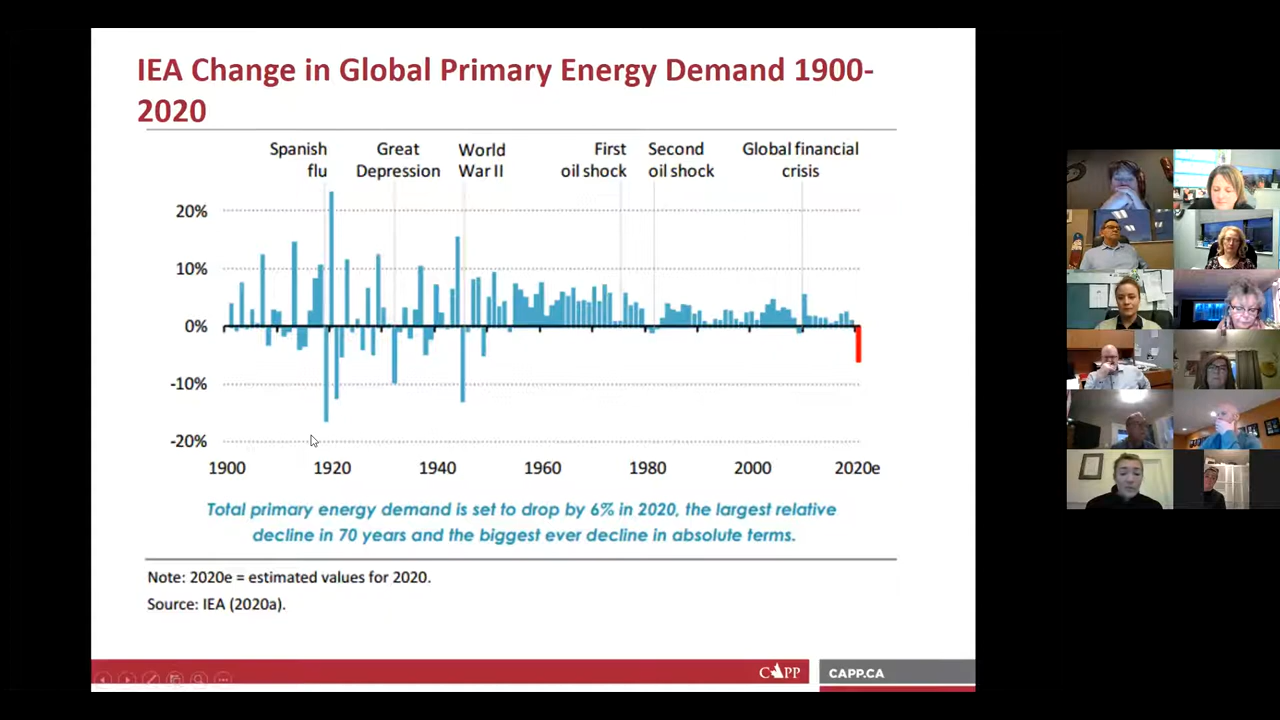 IEA Change in Global Primary Energy Demand 1900-
2020
Spanish
flu
Great
Depression
World
War II
First
oil shock
Second
oil shock
Global financial
crisis
20%
10%
0%
-10%
-20%
1900
1920
1940
1960
1980
2000
2020e
Total primary energy demand is set to drop by 6% in 2020, the largest relative
decline in 70 years and the biggest ever decline in absolute terms.
Note: 2020e = estimated values for 2020.
Source: IEA (2020a).
CAPP
CAPP.CA